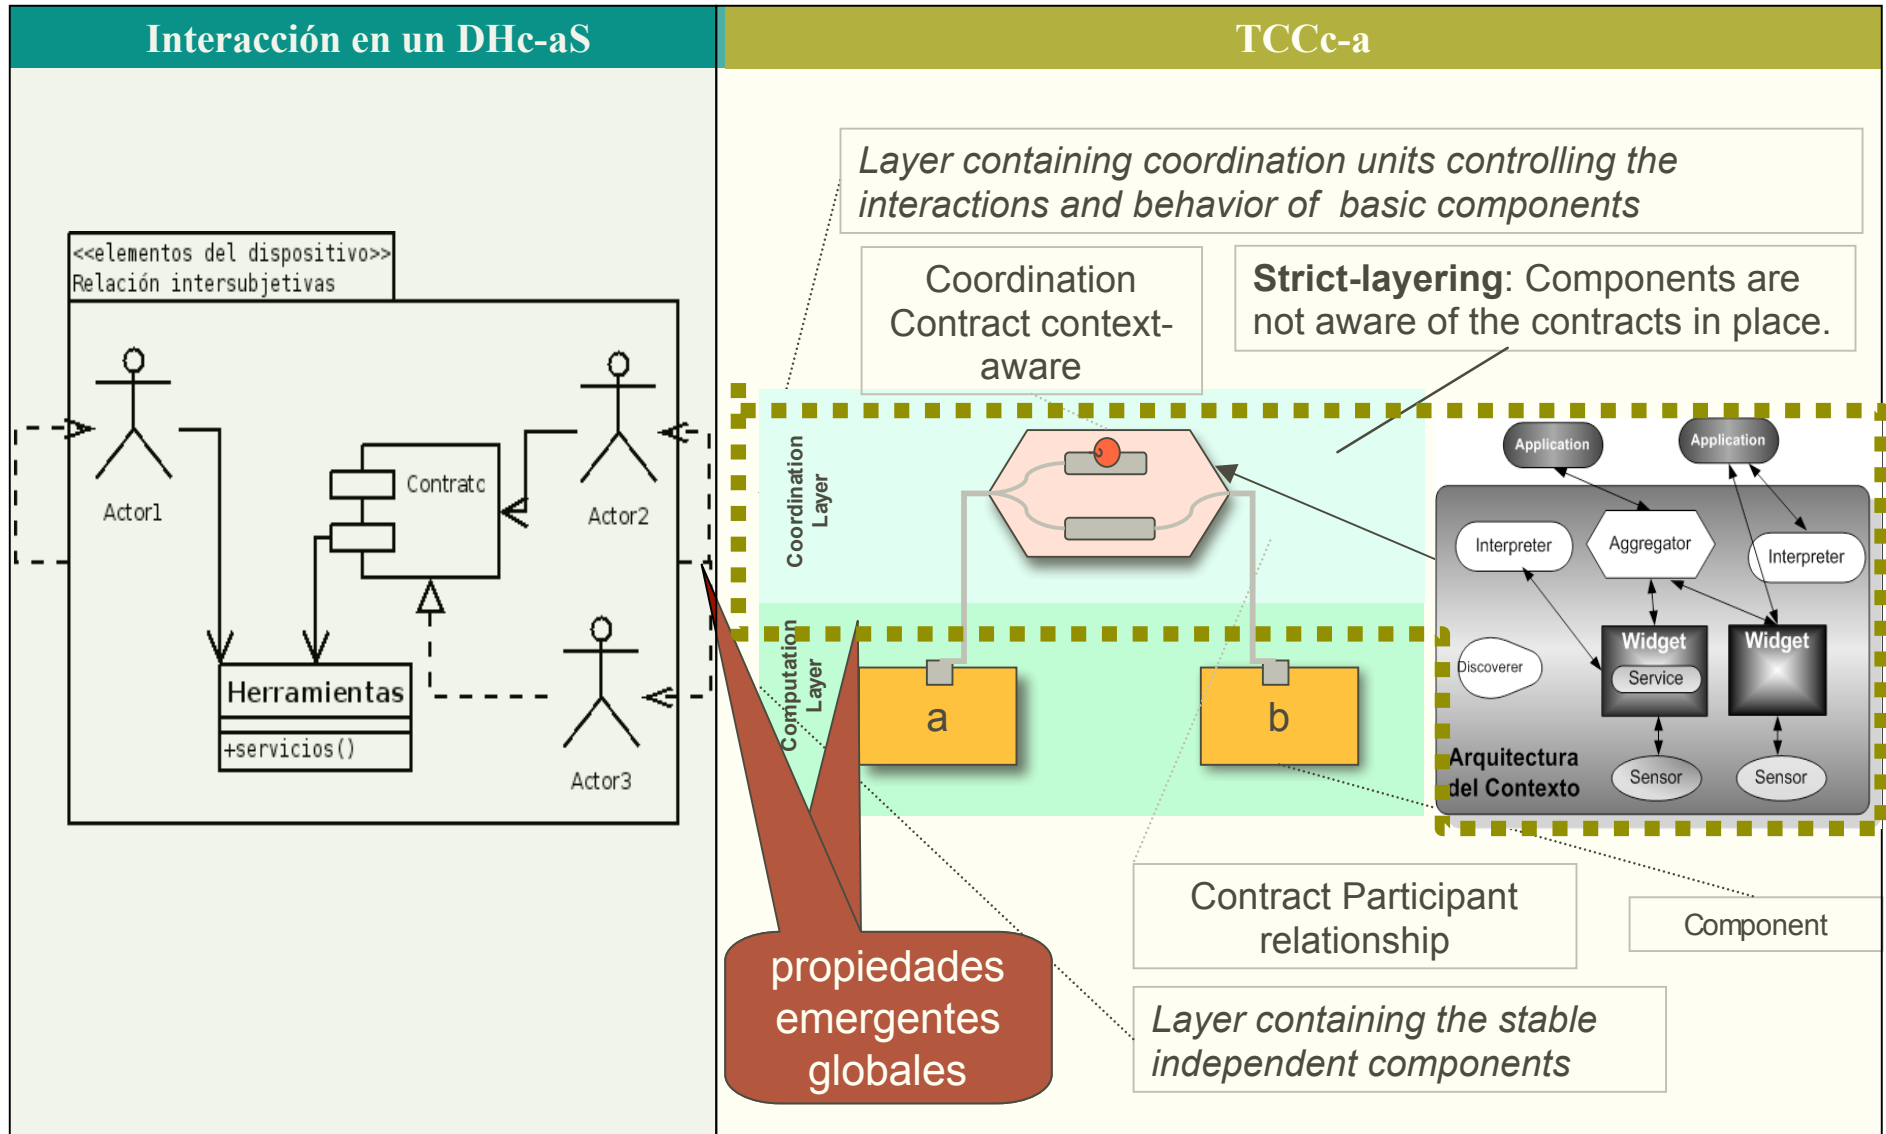 Interacción en un DHc-aS
TCCc-a
<<elementos del dispositivo>>
Relación intersubjetivas
Actor1
Contrato
Actor2
Herramientas
+servicios()
Actor3
Layer containing coordination units controlling the
interactions and behavior of basic components
Coordination
Contract context-
aware
Strict-layering: Components are
not aware of the contracts in place.
Coordination
Layer
Computation
Layer
a
b
Application
Application
Interpreter
Aggregator
Interpreter
Discoverer
Widget
Service
Widget
Arquitectura
del Contexto
Sensor
Sensor
propiedades
emergentes
globales
Contract Participant
relationship
Component
Layer containing the stable
independent components